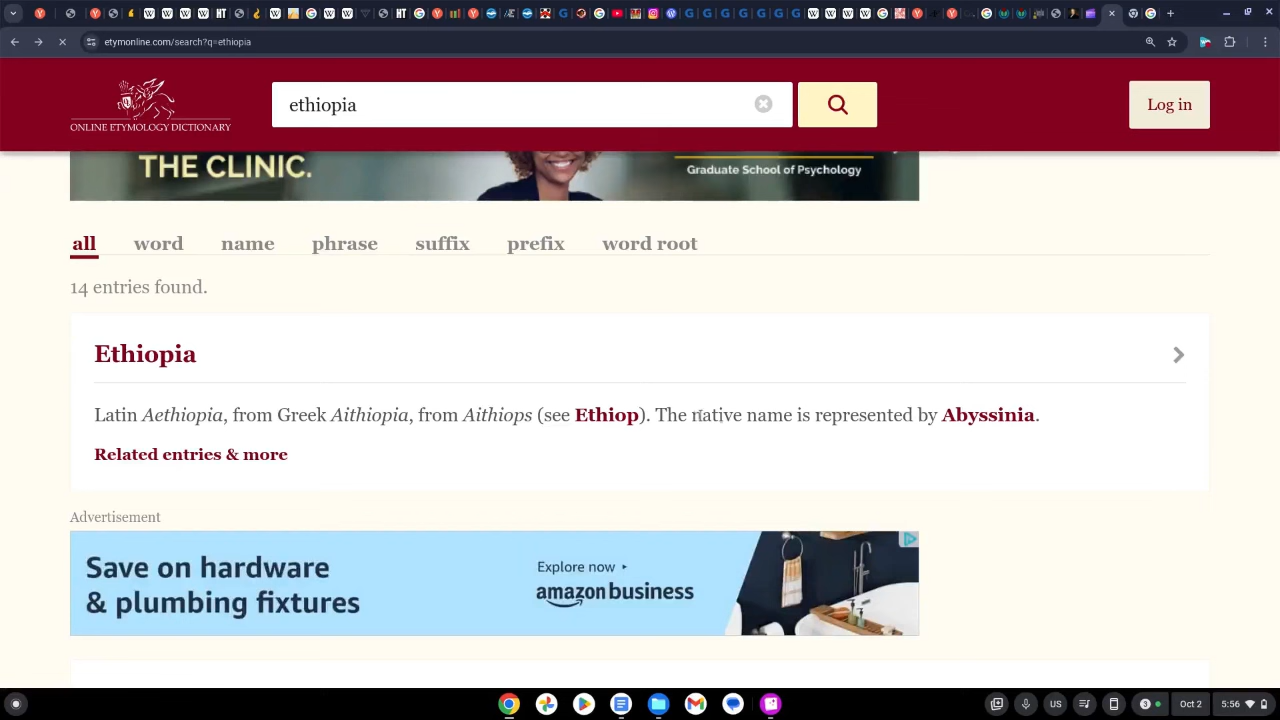 etymonline.com/search?q=ethiopia
ONLINE ETYMOLOGY DICTIONARY
ethiopia
Log in
THE CLINIC.
Graduate School of Psychology
all word name phrase suffix prefix word root
14 entries found.
Ethiopia
Latin Aethiopia, from Greek Aithiopia, from Aithiops (see Ethiop). The native name is represented by Abyssinia.
Related entries & more
Advertisement
Save on hardware
& plumbing fixtures
Explore now
amazon business
US 3 Oct 2 5:56